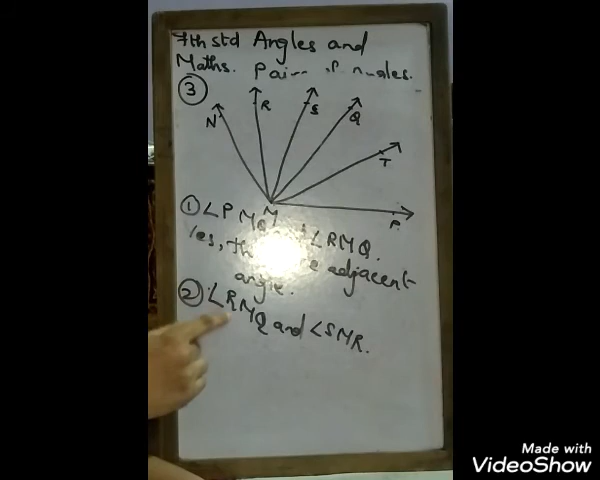 7th std Angles and
Maths. Pair of angles.
3
N
R
S
Q
T
P
M
① ∠PMQ ∠RMQ.
Yes, adjacent
angle.
② ∠RMQ and ∠SMR.
Made with
VideoShow